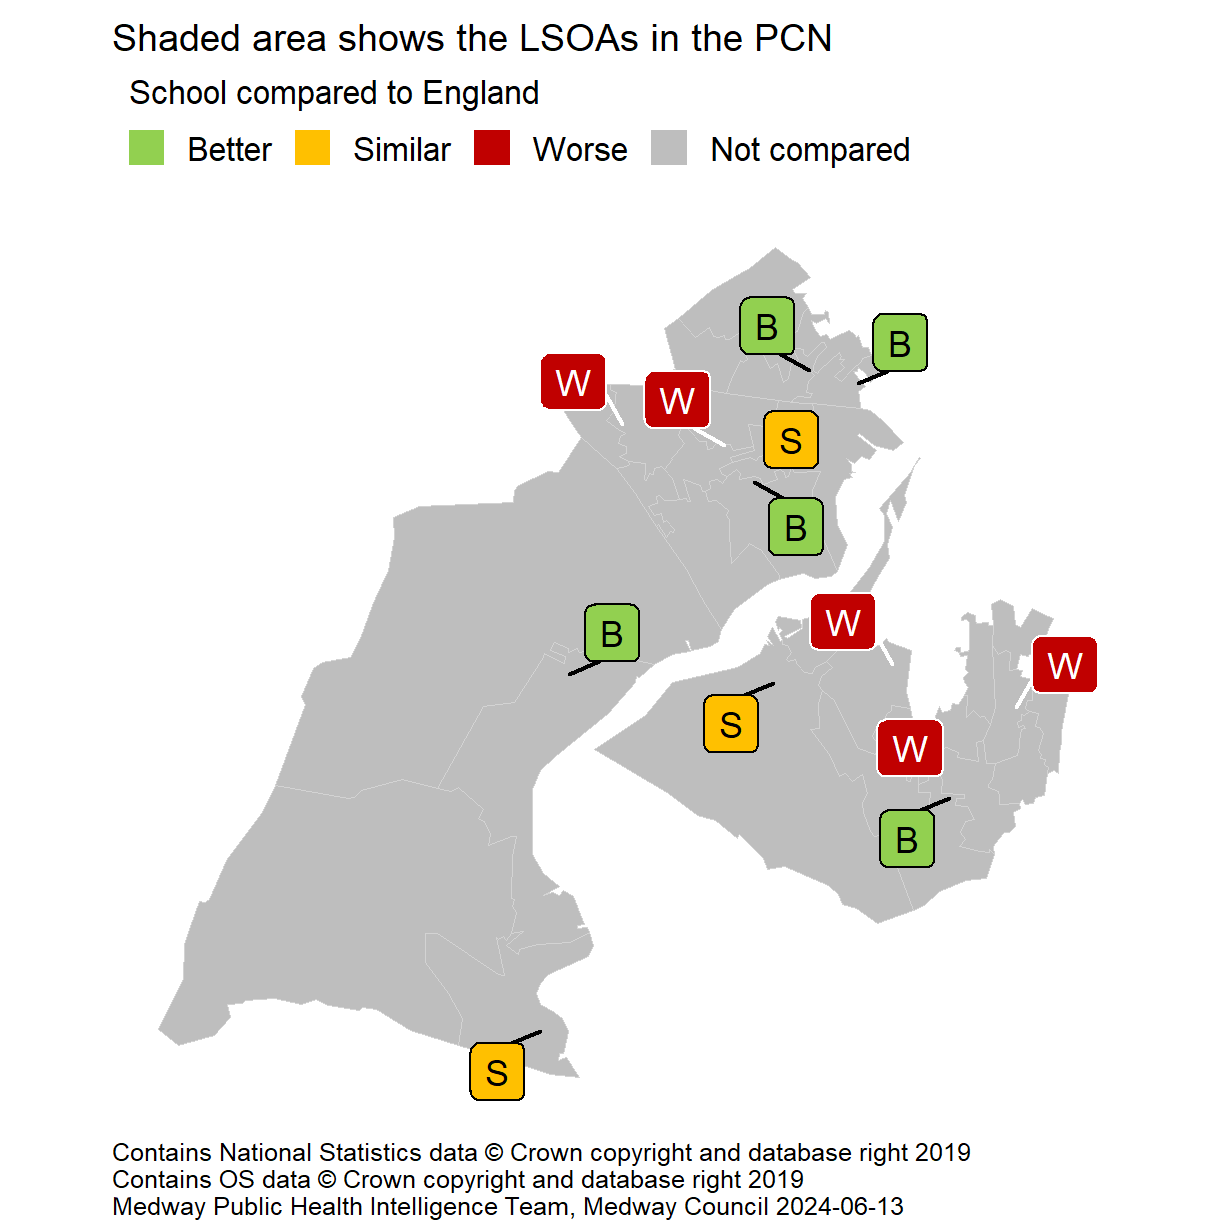 Shaded area shows the LSOAs in the PCN
School compared to England
Better Similar Worse Not compared
B
B
W
W
S
B
W
B
W
S
W
B
S
Contains National Statistics data © Crown copyright and database right 2019
Contains OS data © Crown copyright and database right 2019
Medway Public Health Intelligence Team, Medway Council 2024-06-13